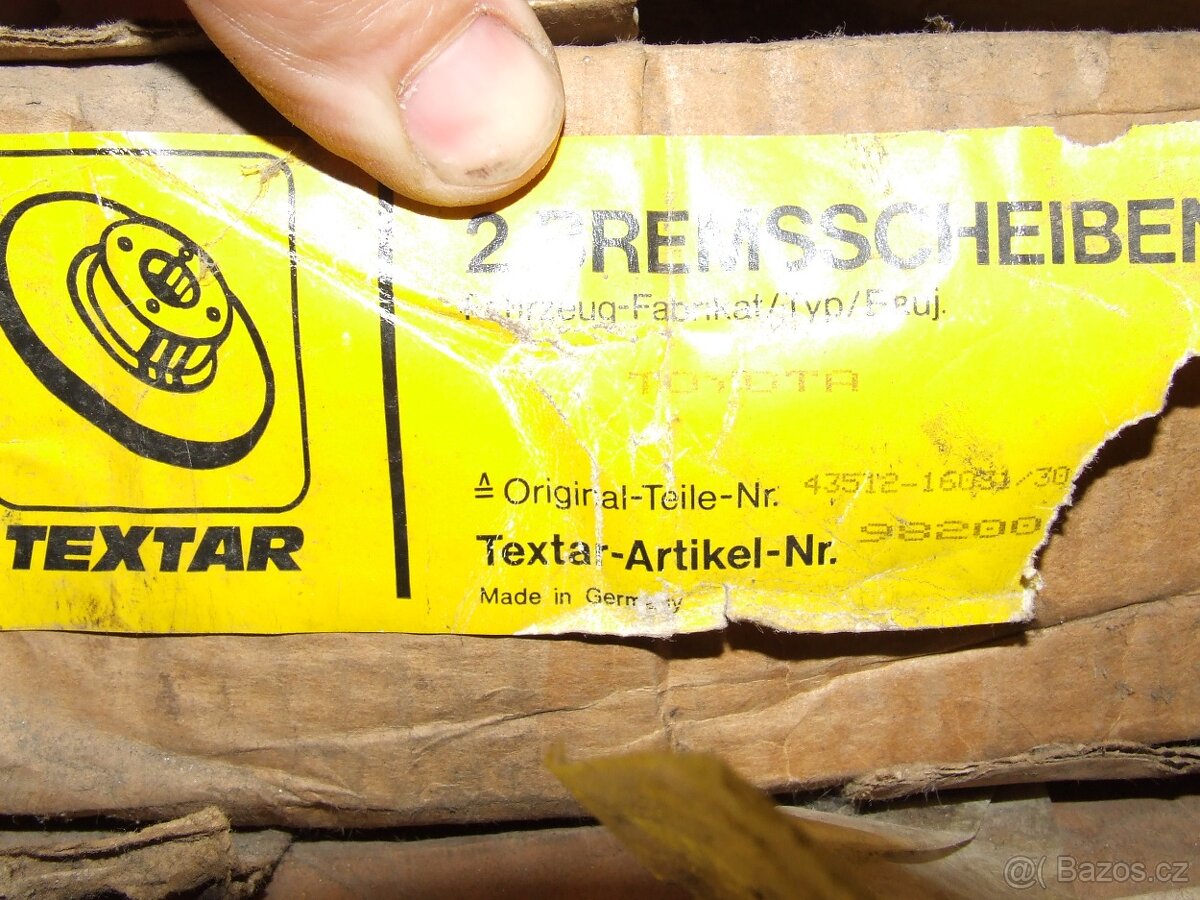 2 BREMSSCHEIBEN
Fahrzeug-Fabrikat/Typ/Bauj.
TOYOTA
≙ Original-Teile-Nr. 43512-16031/30
Textar-Artikel-Nr. 98200
Made in Germany
TEXTAR
@( Bazos.cz